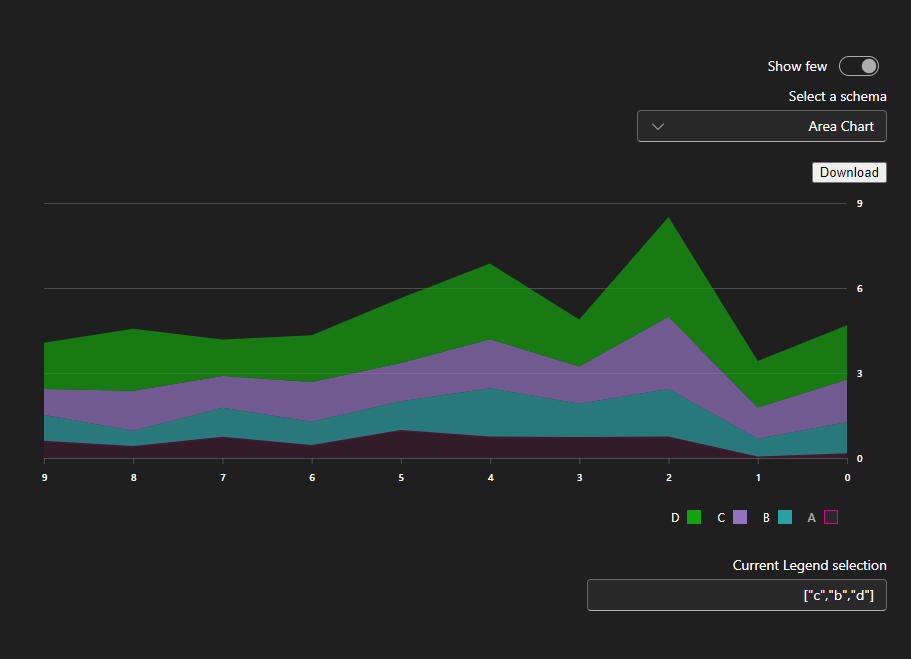 Show few
Select a schema
Area Chart
Download
9
6
3
0
9 8 7 6 5 4 3 2 1 0
D C B A
Current Legend selection
["c","b","d"]